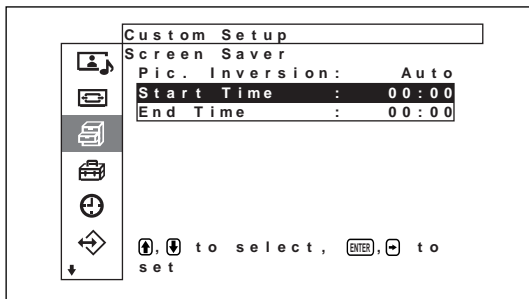 Custom Setup
Screen Saver
Pic. Inversion: Auto
Start Time : 00:00
End Time : 00:00
, to select, ENTER, to
set